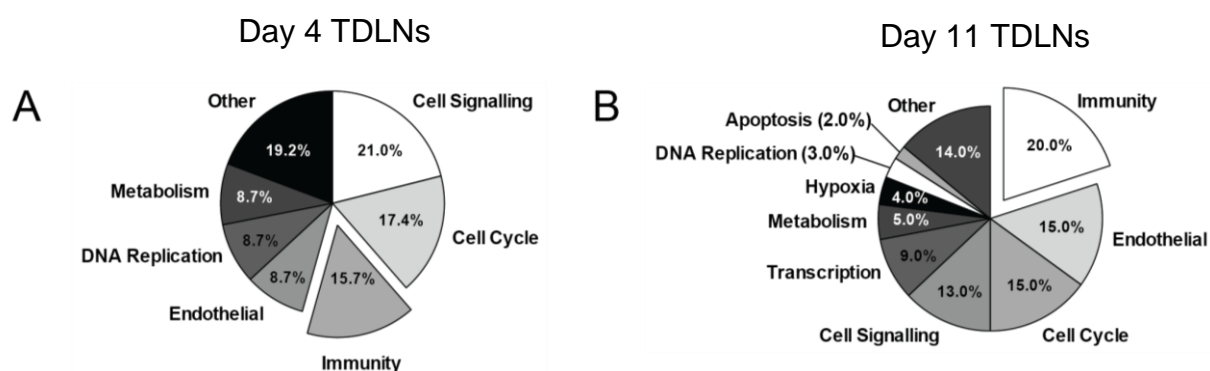 Day 4 TDLNs
A
Other
Cell Signalling
19.2%
21.0%
Metabolism
8.7%
17.4%
Cell Cycle
DNA Replication
8.7%
8.7%
15.7%
Endothelial
Immunity
Day 11 TDLNs
B
Other
Immunity
Apoptosis (2.0%)
14.0%
20.0%
DNA Replication (3.0%)
Hypoxia
4.0%
Metabolism
5.0%
15.0%
Endothelial
Transcription
9.0%
13.0%
15.0%
Cell Signalling
Cell Cycle